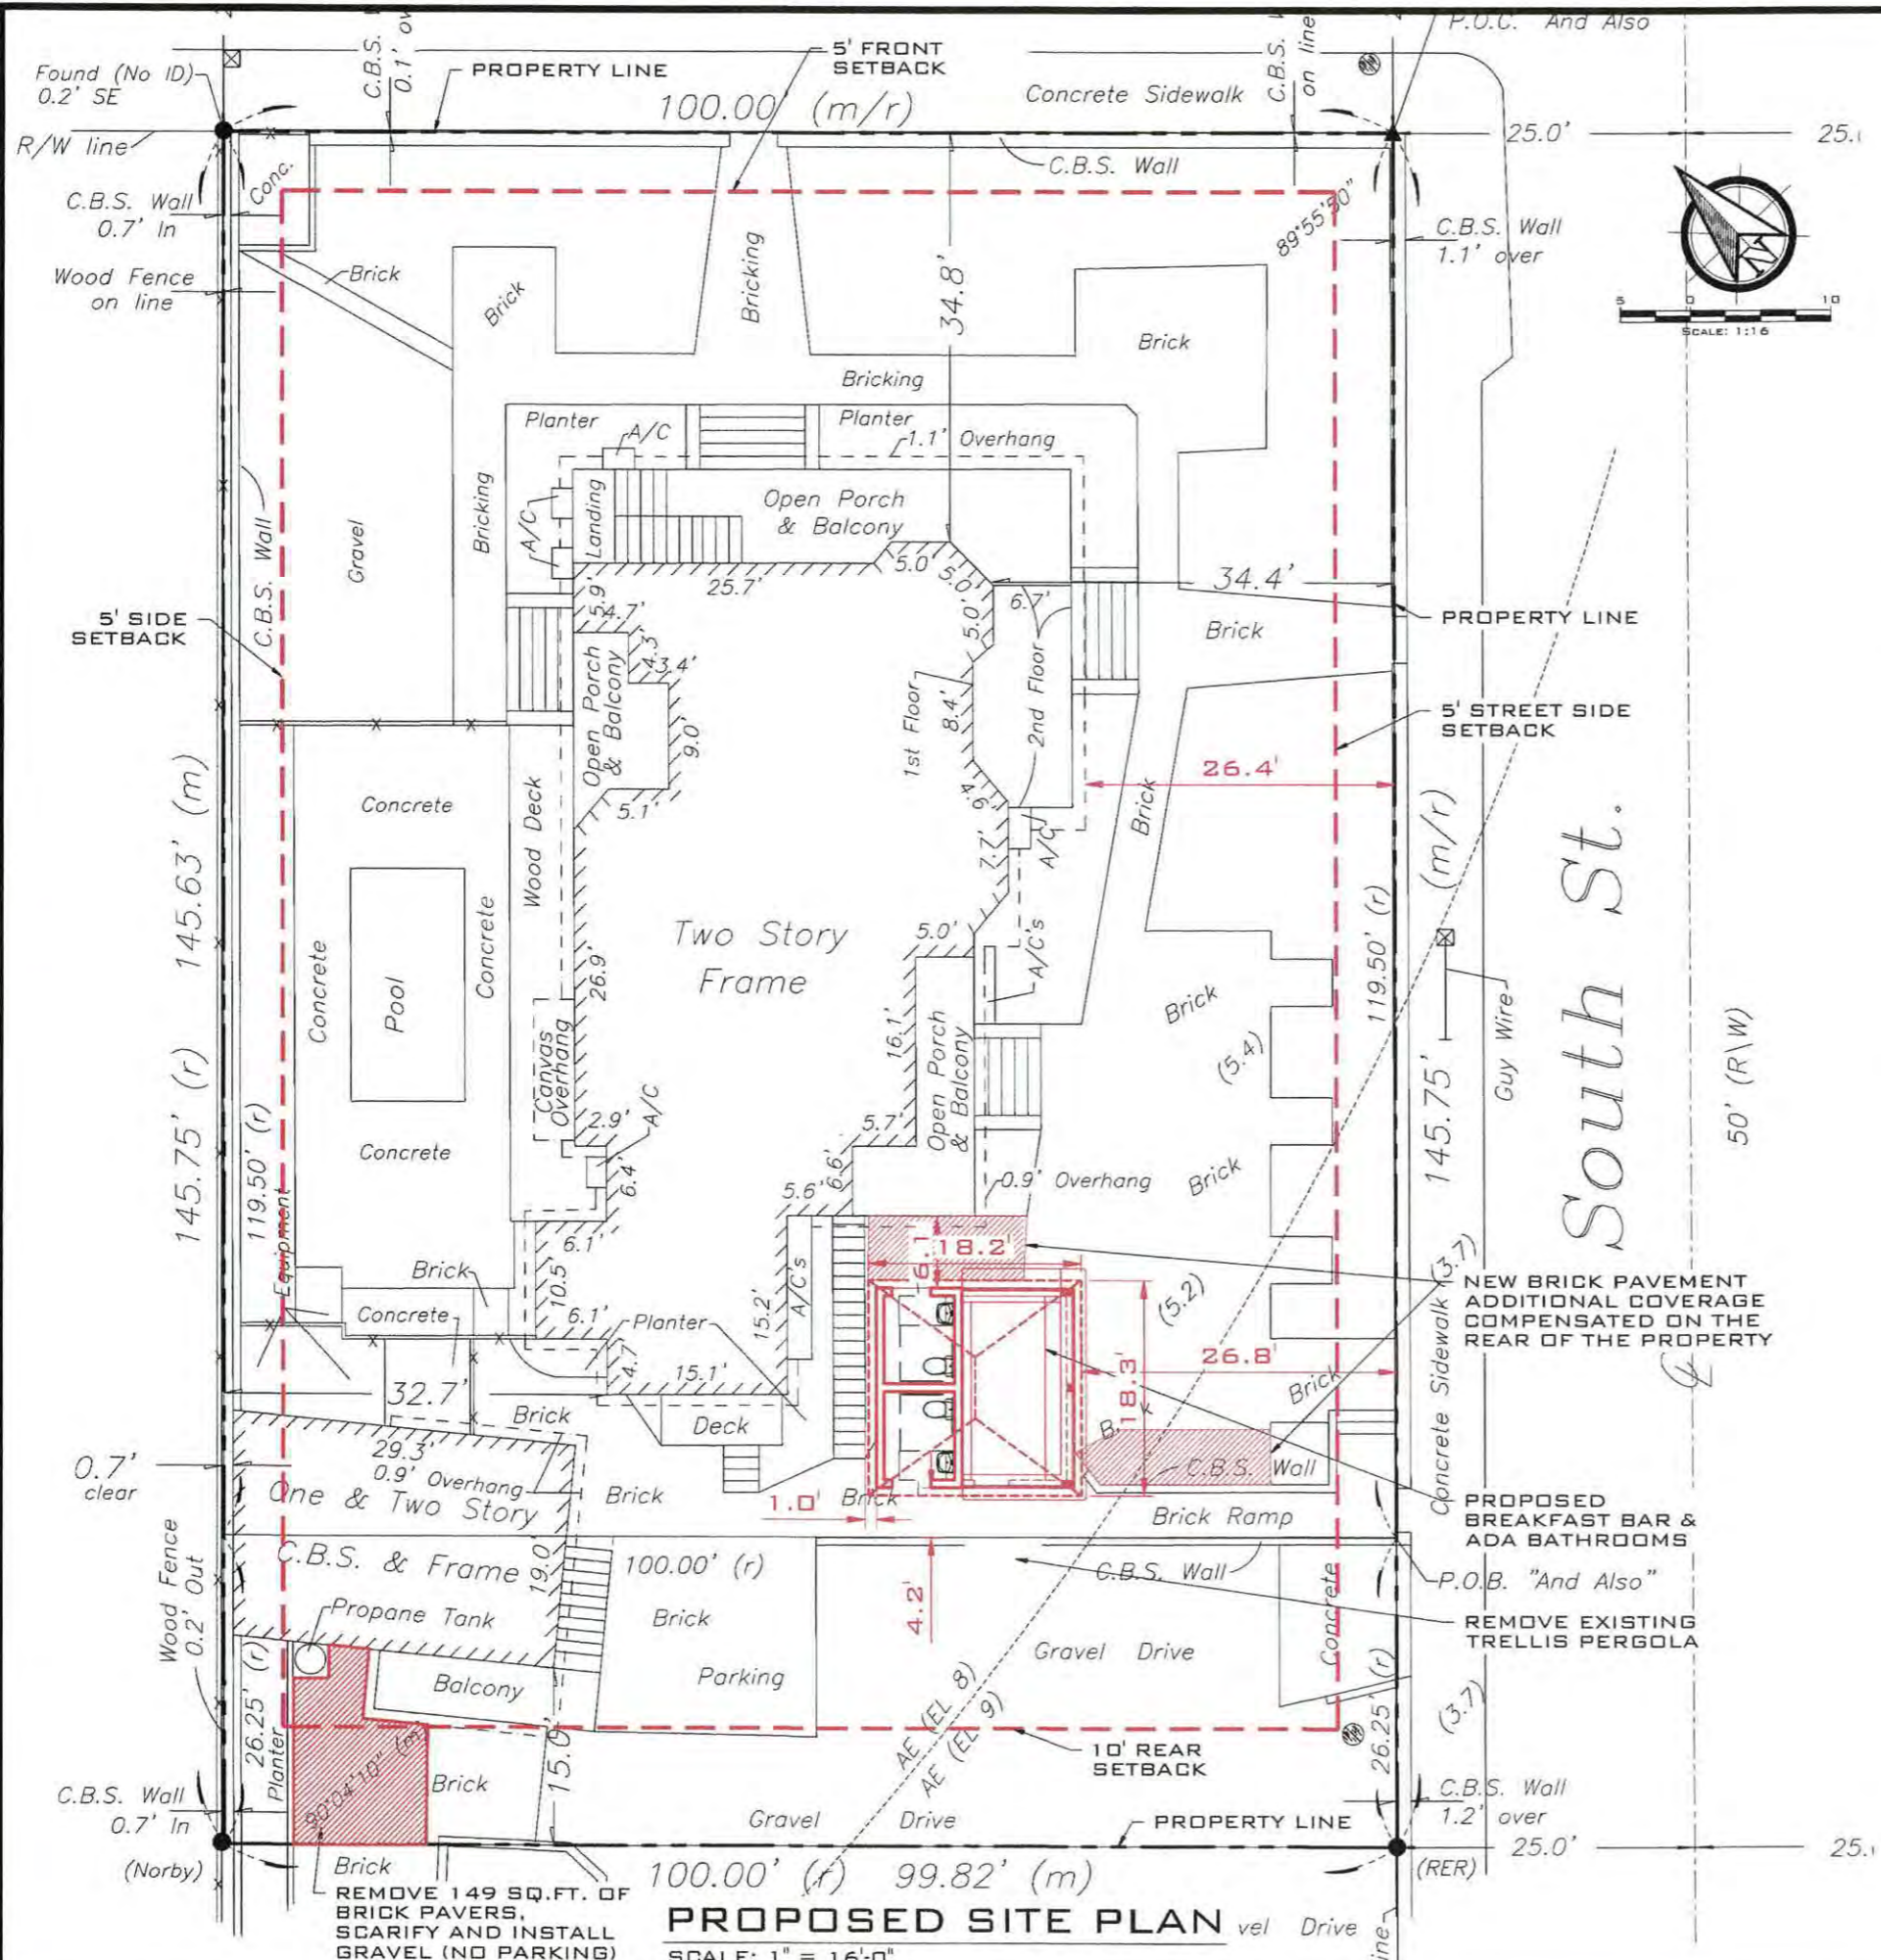 P.O.C. And Also
Found (No ID)
0.2' SE
C.B.S.
PROPERTY LINE
5' FRONT
SETBACK
100.00 (m/r)
Concrete Sidewalk
C.B.S.
on line
R/W line
25.0'
C.B.S. Wall
Conc.
C.B.S. Wall
0.7' In
89°55'50"
C.B.S. Wall
1.1' over
N
5 0 10
SCALE: 1:16
Wood Fence
on line
Brick
Brick
Bricking
34.8'
Brick
Bricking
Planter
A/C
Planter
1.1' Overhang
C.B.S. Wall
Gravel
Bricking
A/C
Landing
Open Porch
& Balcony
25.7'
5.0'
5.0'
34.4'
5.9'
4.7'
5.0'
6.7'
5' SIDE
SETBACK
PROPERTY LINE
Brick
4.3'
3.4'
Open Porch
& Balcony
9.0'
1st Floor
8.4'
2nd Floor
5' STREET SIDE
SETBACK
26.4'
5.1'
4.6'
7.7'
A/C
Brick
145.63' (m)
145.75' (r)
Concrete
Wood Deck
Concrete
Pool
Concrete
Two Story
Frame
5.0'
A/C's
26.9'
Canvas
Overhang
16.1'
Open Porch
& Balcony
Brick
(5.4)
119.50' (r)
145.75' (m/r)
Guy Wire
South St.
50' (R\W)
2.9'
A/C
5.7'
Concrete
119.50' (r)
Equipment
6.4'
5.6'
6.6'
0.9' Overhang
Brick
6.1'
18.2'
6.1'
Brick
10.5'
A/C's
15.2'
(5.2)
(3.7)
NEW BRICK PAVEMENT
ADDITIONAL COVERAGE
COMPENSATED ON THE
REAR OF THE PROPERTY
Concrete
6.1'
Planter
4.7'
15.1'
18.3'
26.8'
Brick
Concrete Sidewalk
32.7'
Brick
Deck
29.3'
0.9' Overhang
0.7'
clear
One & Two Story
Brick
1.0'
Brick
C.B.S. Wall
Brick Ramp
PROPOSED
BREAKFAST BAR &
ADA BATHROOMS
Wood Fence
0.2' Out
C.B.S. & Frame
19.0'
100.00' (r)
C.B.S. Wall
P.O.B. "And Also"
Propane Tank
Brick
4.2'
Concrete
REMOVE EXISTING
TRELLIS PERGOLA
Gravel Drive
Balcony
Parking
26.25' (r)
Planter
26.25' (r)
(3.7)
AE (EL 8)
AE (EL 9)
10' REAR
SETBACK
90°04'10" (m)
Brick
15.0'
C.B.S. Wall
0.7' In
Gravel Drive
PROPERTY LINE
C.B.S. Wall
1.2' over
25.0'
(Norby)
Brick
100.00' (r) 99.82' (m)
(RER)
REMOVE 149 SQ.FT. OF
BRICK PAVERS,
SCARIFY AND INSTALL
GRAVEL (NO PARKING)
PROPOSED SITE PLAN
vel Drive
SCALE: 1" = 16'-0"